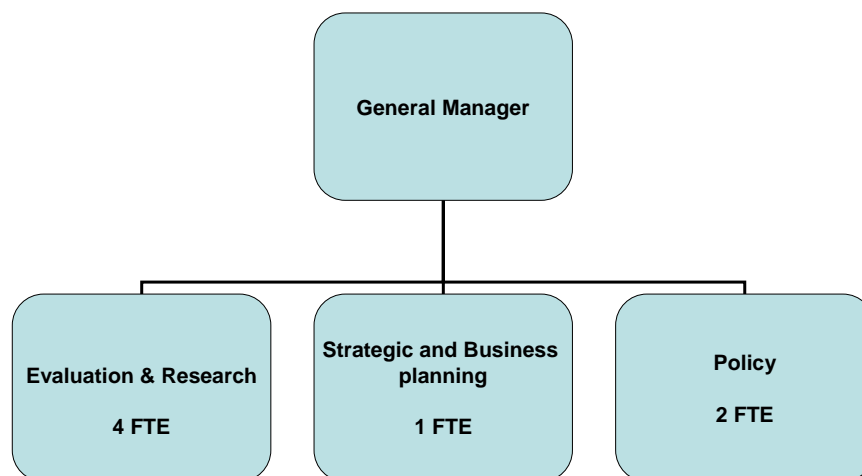 General Manager
Evaluation & Research
4 FTE
Strategic and Business
planning
1 FTE
Policy
2 FTE